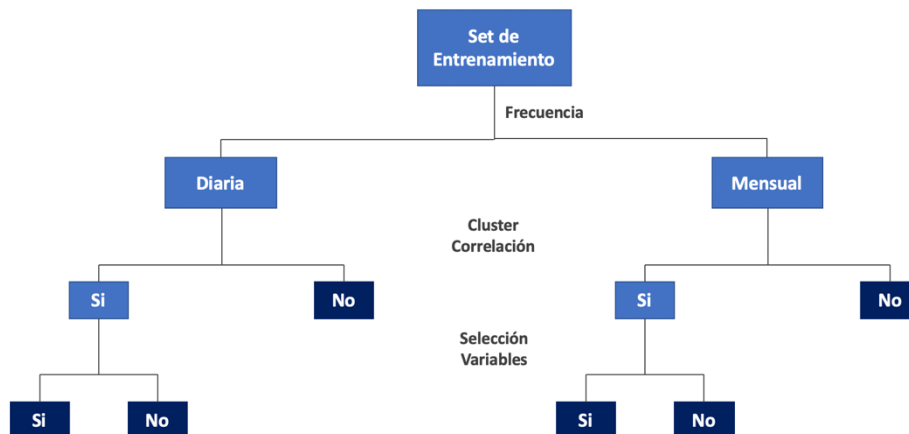 Set de
Entrenamiento
Frecuencia
Diaria
Mensual
Cluster
Correlación
Si
No
Si
No
Selección
Variables
Si
No
Si
No